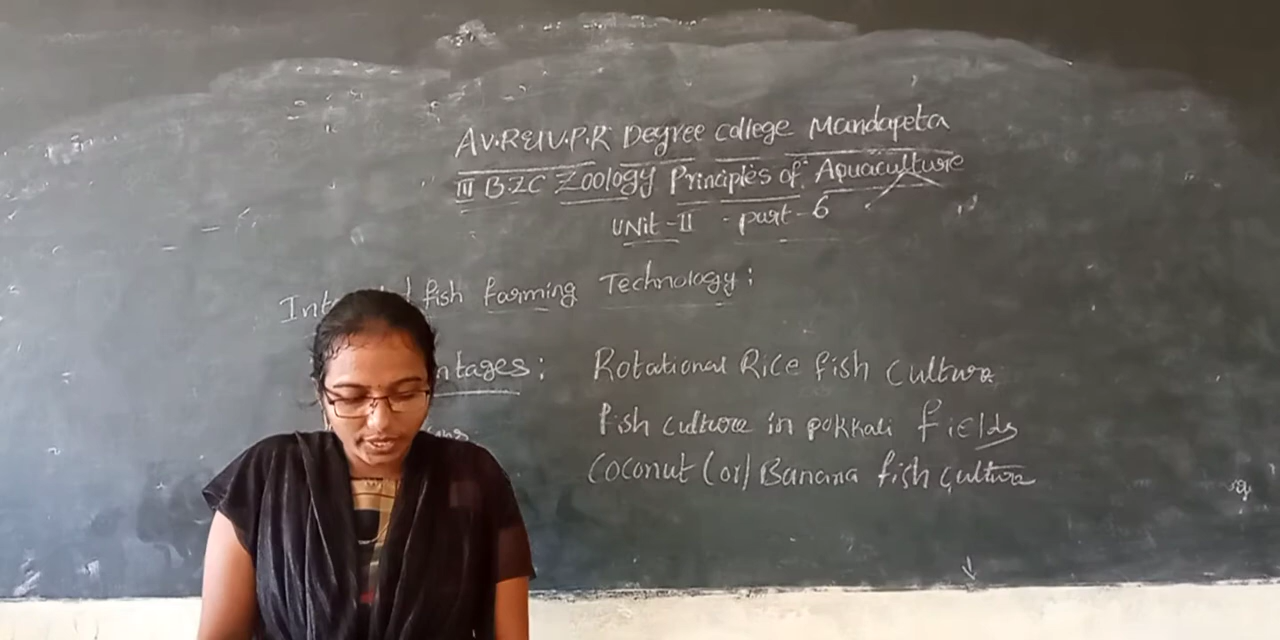 A.V.R & V.P.R Degree college Mandapeta
III B.Z.C Zoology Principles of Aquaculture
UNit-II - part-6
fish farming Technology:
Rotational Rice fish culture
fish culture in pokkali fields
Coconut (or) Banana fish culture